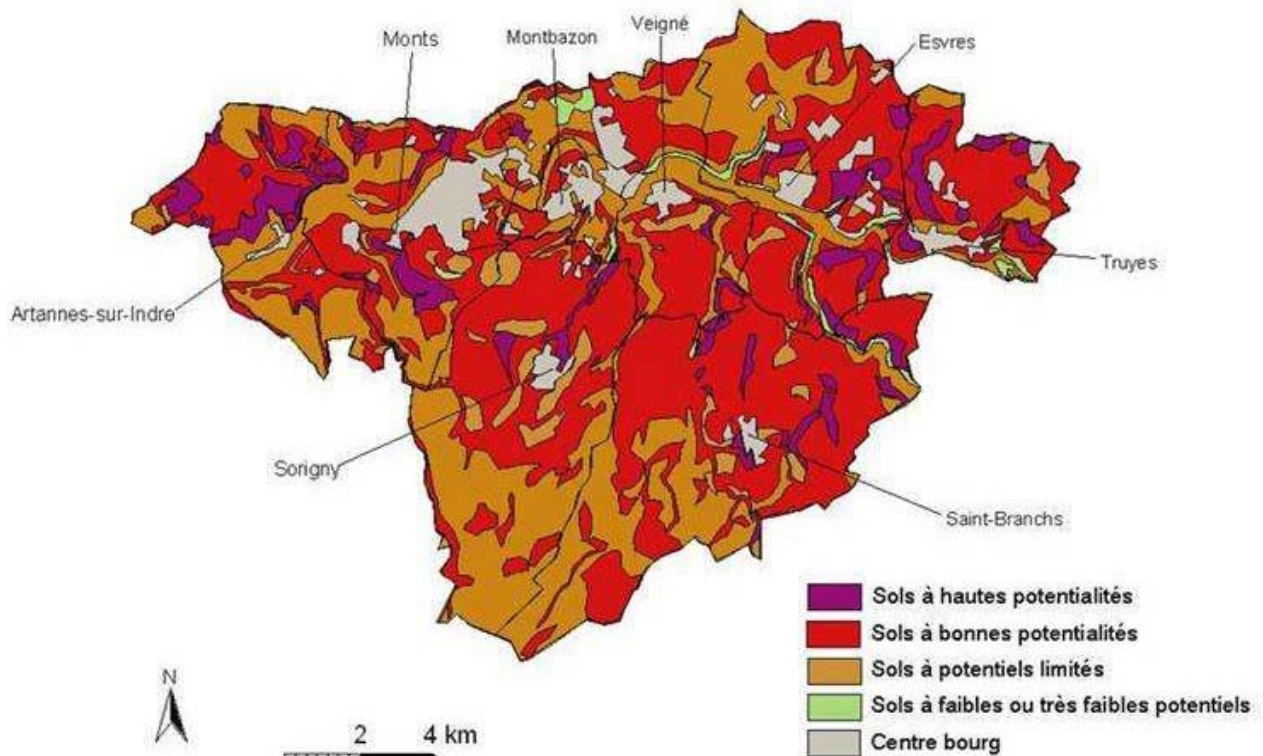 Veigné
Monts
Montbazon
Esvres
Truyes
Artannes-sur-Indre
Sorigny
Saint-Branchs
Sols à hautes potentialités
Sols à bonnes potentialités
Sols à potentiels limités
Sols à faibles ou très faibles potentiels
Centre bourg
N
2 4 km